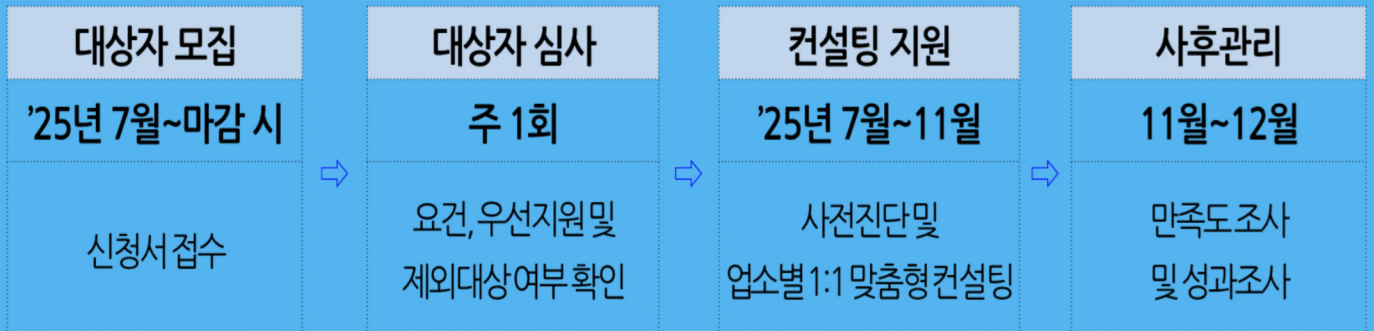 대상자 모집
’25년 7월~마감 시
신청서 접수
대상자 심사
주 1회
요건, 우선지원 및
제외대상 여부 확인
컨설팅 지원
’25년 7월~11월
사전진단 및
업소별 1:1 맞춤형 컨설팅
사후관리
11월~12월
만족도 조사
및 성과조사